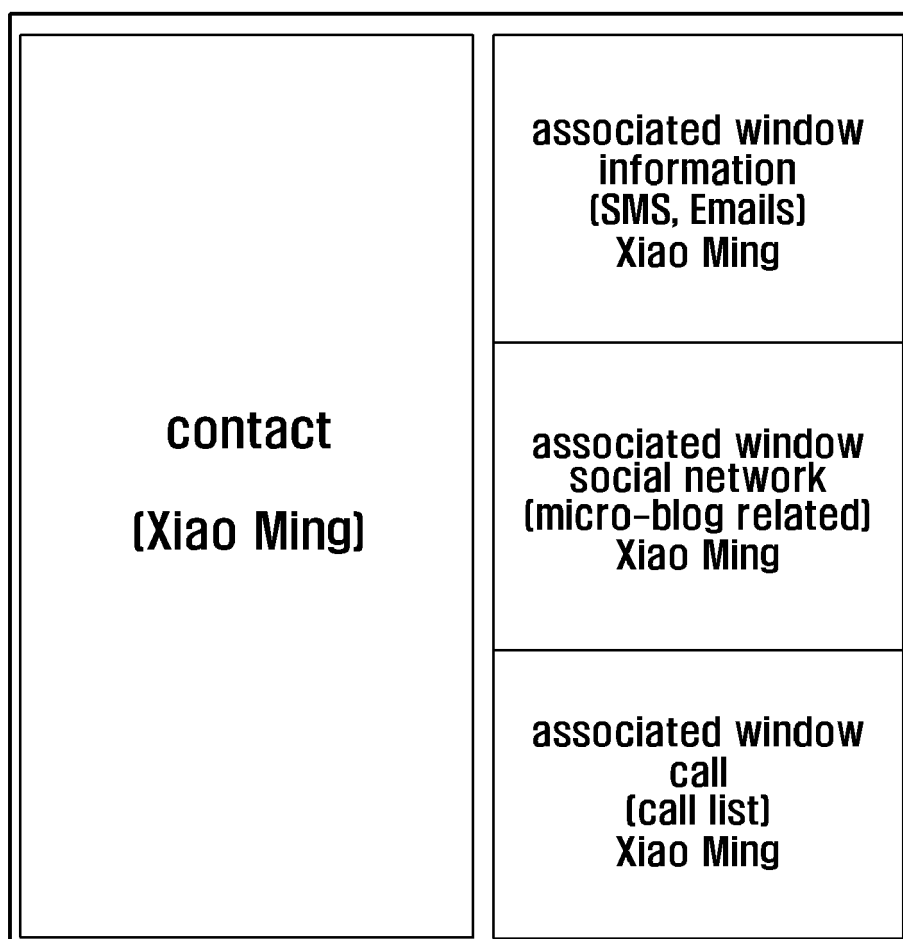 contact
(Xiao Ming)
associated window
information
(SMS, Emails)
Xiao Ming
associated window
social network
(micro-blog related)
Xiao Ming
associated window
call
(call list)
Xiao Ming